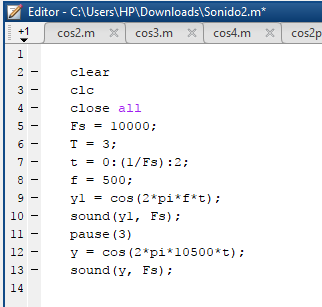 Editor - C:\Users\HP\Downloads\Sonido2.m*
+1 cos2.m cos3.m cos4.m cos2p
1
2 - clear
3 - clc
4 - close all
5 - Fs = 10000;
6 - T = 3;
7 - t = 0:(1/Fs):2;
8 - f = 500;
9 - y1 = cos(2*pi*f*t);
10 - sound(y1, Fs);
11 - pause(3)
12 - y = cos(2*pi*10500*t);
13 - sound(y, Fs);
14